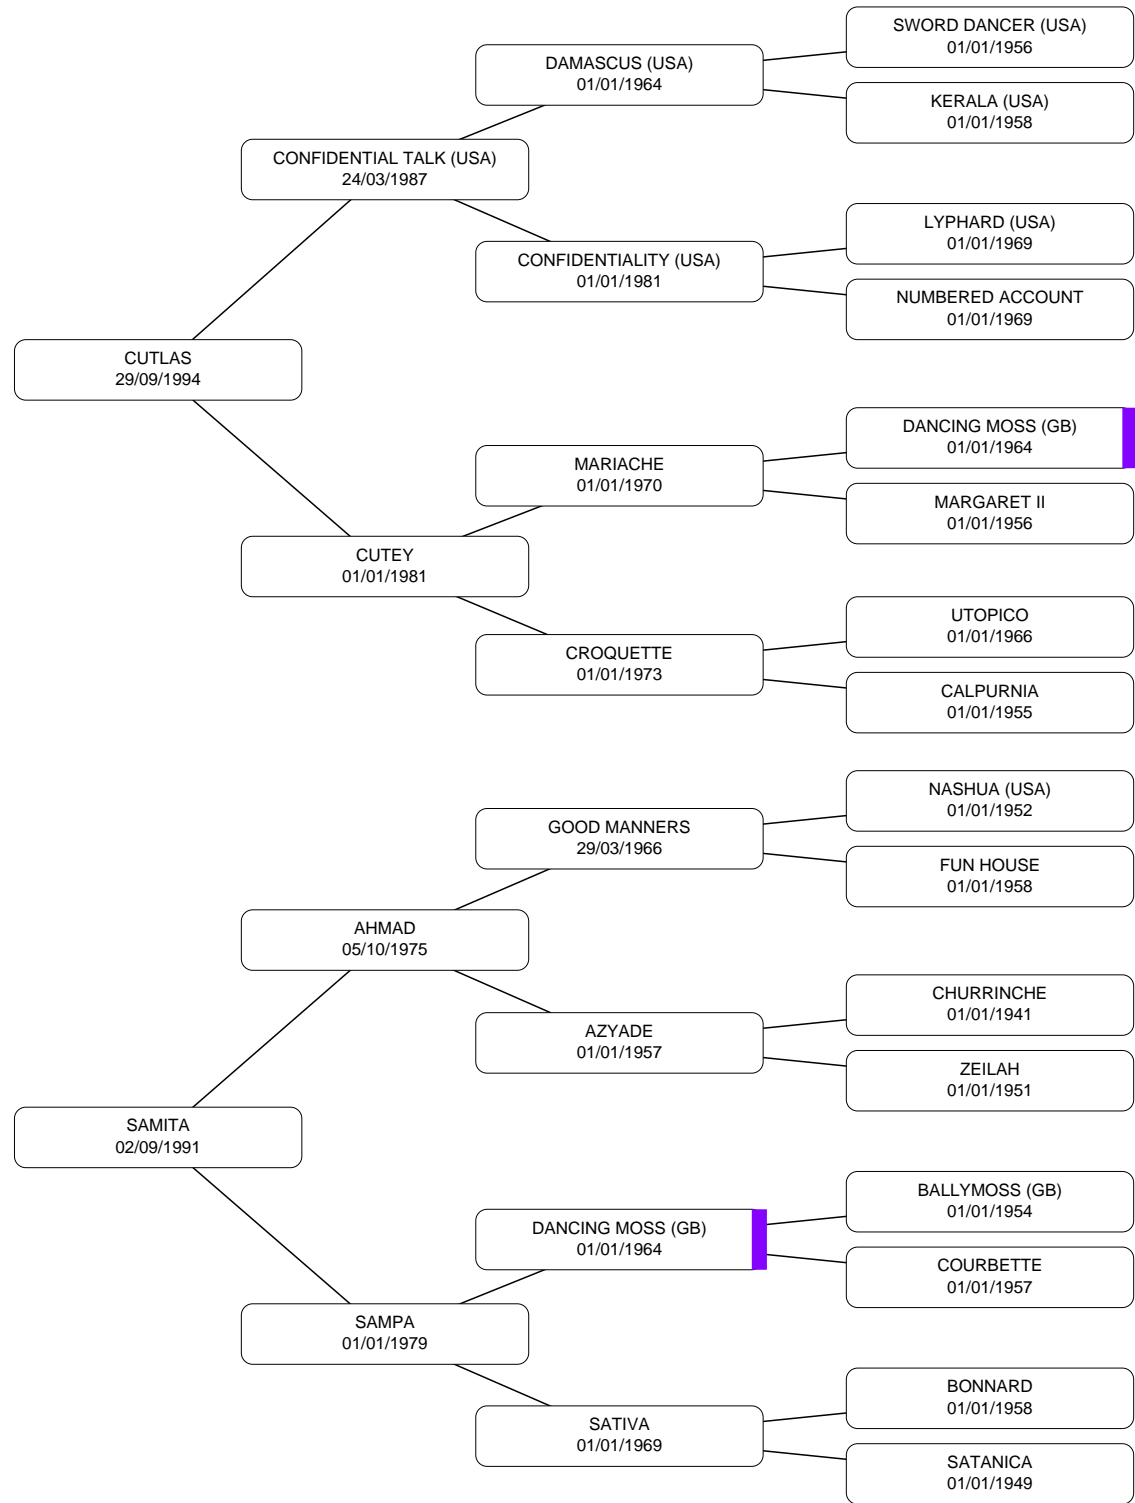 SWORD DANCER (USA)
01/01/1956
DAMASCUS (USA)
01/01/1964
KERALA (USA)
01/01/1958
CONFIDENTIAL TALK (USA)
24/03/1987
LYPHARD (USA)
01/01/1969
CONFIDENTIALITY (USA)
01/01/1981
NUMBERED ACCOUNT
01/01/1969
CUTLAS
29/09/1994
DANCING MOSS (GB)
01/01/1964
MARIACHE
01/01/1970
MARGARET II
01/01/1956
CUTEY
01/01/1981
UTOPICO
01/01/1966
CROQUETTE
01/01/1973
CALPURNIA
01/01/1955
NASHUA (USA)
01/01/1952
GOOD MANNERS
29/03/1966
FUN HOUSE
01/01/1958
AHMAD
05/10/1975
CHURRINCHE
01/01/1941
AZYADE
01/01/1957
ZEILAH
01/01/1951
SAMITA
02/09/1991
BALLYMOSS (GB)
01/01/1954
DANCING MOSS (GB)
01/01/1964
COURBETTE
01/01/1957
SAMPA
01/01/1979
BONNARD
01/01/1958
SATIVA
01/01/1969
SATANICA
01/01/1949